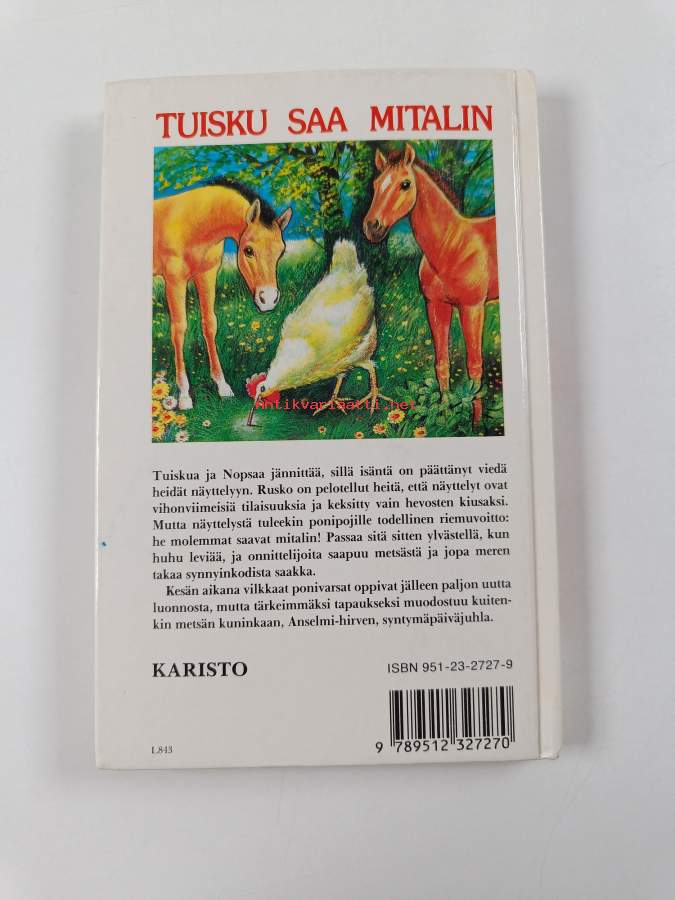 TUISKU SAA MITALIN
Antikvariaatti.net
Tuiskua ja Nopsaa jännittää, sillä isäntä on päättänyt viedä
heidät näyttelyyn. Rusko on pelotellut heitä, että näyttelyt ovat
vihonviimeisiä tilaisuuksia ja keksitty vain hevosten kiusaksi.
Mutta näyttelystä tuleekin ponipojille todellinen riemuvoitto:
he molemmat saavat mitalin! Passaa sitä sitten ylvästellä, kun
huhu leviää, ja onnittelijoita saapuu metsästä ja jopa meren
takaa synnyinkodista saakka.
Kesän aikana vilkkaat ponivarsat oppivat jälleen paljon uutta
luonnosta, mutta tärkeimmäksi tapaukseksi muodostuu kuiten-
kin metsän kuninkaan, Anselmi-hirven, syntymäpäiväjuhla.
KARISTO
ISBN 951-23-2727-9
9 789512 327270
L843